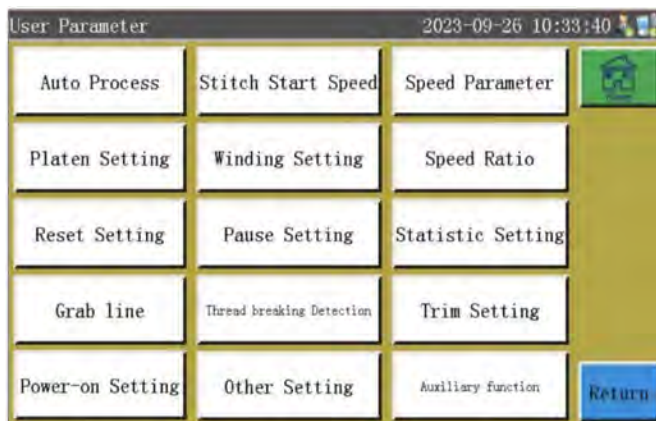 User Parameter 2023-09-26 10:33:40
Auto Process Stitch Start Speed Speed Parameter
Platen Setting Winding Setting Speed Ratio
Reset Setting Pause Setting Statistic Setting
Grab line Thread breaking Detection Trim Setting
Power-on Setting Other Setting Auxiliary function Return